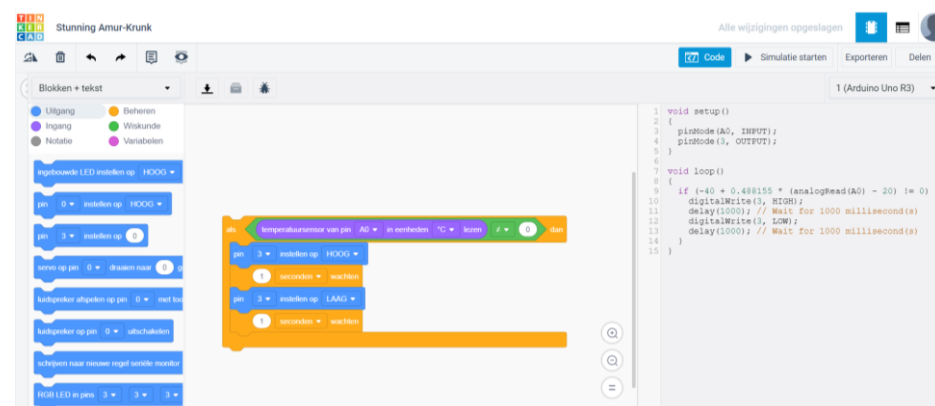 TIN
KER
CAD
Stunning Amur-Krunk
Alle wijzigingen opgeslagen
Code
Simulatie starten
Exporteren
Delen
Blokken + tekst
1 (Arduino Uno R3)
Uitgang
Beheren
Ingang
Wiskunde
Notatie
Variabelen
ingebouwde LED instellen op HOOG
pin 0 instellen op HOOG
pin 3 instellen op 0
servo op pin 0 draaien naar 0 g
luidspreker afspelen op pin 0 met too
luidspreker op pin 0 uitschakelen
schrijven naar nieuwe regel seriële monitor
RGB LED in pins 3 3 3
als temperatuursensor van pin A0 in eenheden °C lezen ≠ 0 dan
pin 3 instellen op HOOG
1 seconden wachten
pin 3 instellen op LAAG
1 seconden wachten
1 void setup()
2 {
3 pinMode(A0, INPUT);
4 pinMode(3, OUTPUT);
5 }
6
7 void loop()
8 {
9 if (-40 + 0.488155 * (analogRead(A0) - 20) != 0)
10 digitalWrite(3, HIGH);
11 delay(1000); // Wait for 1000 millisecond(s)
12 digitalWrite(3, LOW);
13 delay(1000); // Wait for 1000 millisecond(s)
14 }
15 }